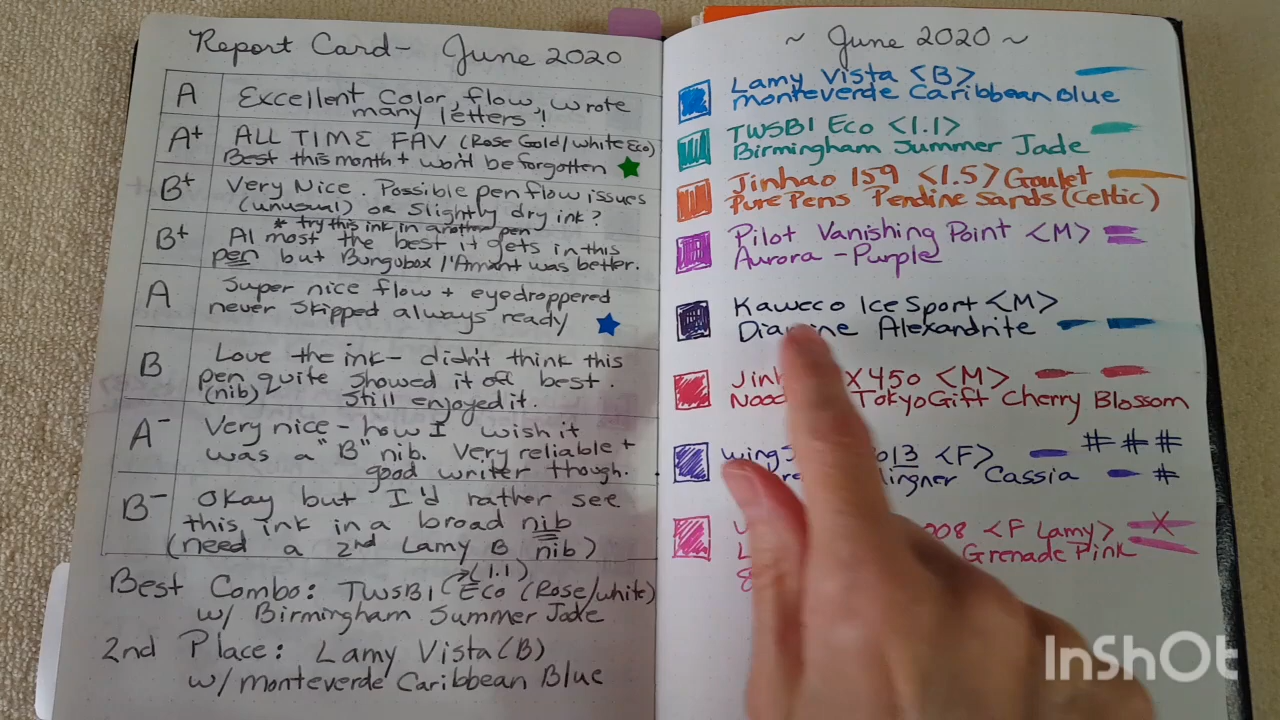 Report Card- June 2020
A Excellent Color, flow, wrote
many letters!
A+ ALL TIME FAV (Rose Gold/white Eco)
Best this month + won't be forgotten
B+ Very Nice. Possible pen flow issues
(unusual) or slightly dry ink?
* try this ink in another pen
B+ Almost the best it gets in this
pen but Bungubox l'Amant was better.
A Super nice flow + eyedroppered
never skipped always ready
B Love the ink- didn't think this
pen quite showed it off best.
(nib) Still enjoyed it.
A- Very nice - how I wish it
was a "B" nib. Very reliable +
good writer though.
B- Okay but I'd rather see
this ink in a broad nib
(need a 2nd Lamy B nib)
Best Combo: TWSBI Eco (Rose/white)
(1.1)
w/ Birmingham Summer Jade
2nd Place: Lamy Vista (B)
w/ monteverde Caribbean Blue
~ June 2020 ~
Lamy Vista <B>
monteverde Caribbean Blue
TWSBI Eco <1.1>
Birmingham Summer Jade
Jinhao 159 <1.5> Goulet
Pure Pens Pendine Sands (Celtic)
Pilot Vanishing Point <M>
Aurora - Purple
Kaweco Ice Sport <M>
Diamine Alexandrite
X450 <M>
Tokyo Gift Cherry Blossom
13 <F> # # #
Cassia #
008 <F Lamy> X
Grenade Pink
InShOt